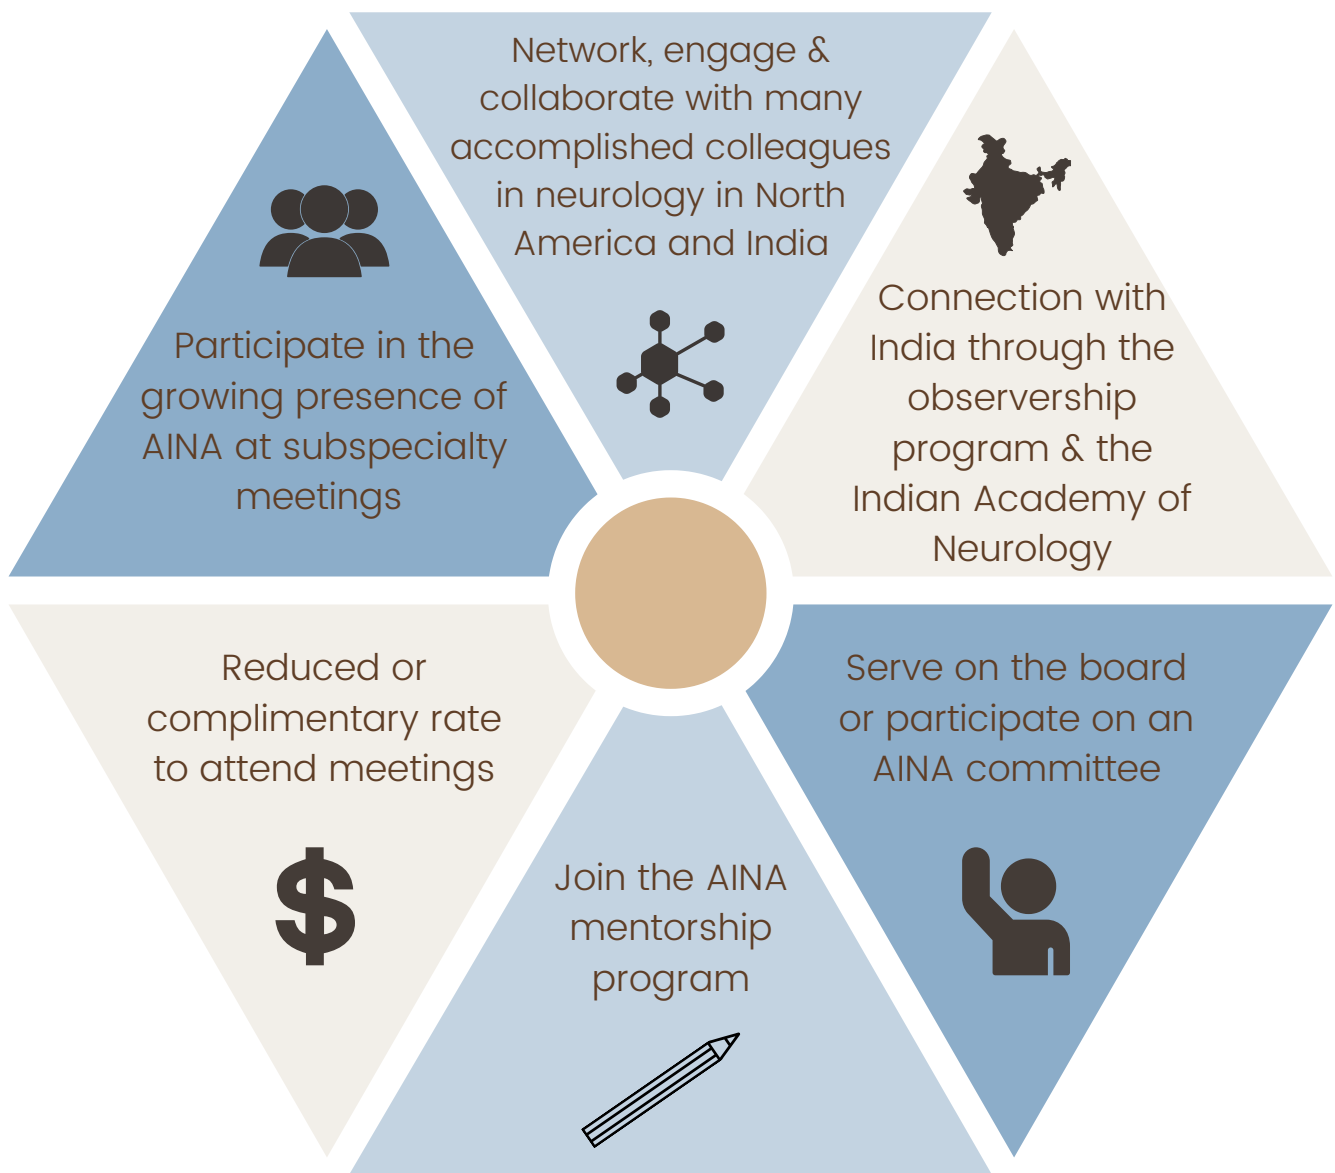 Network, engage &
collaborate with many
accomplished colleagues
in neurology in North
America and India
Connection with
India through the
observership
program & the
Indian Academy of
Neurology
Serve on the board
or participate on an
AINA committee
Join the AINA
mentorship
program
Reduced or
complimentary rate
to attend meetings
Participate in the
growing presence of
AINA at subspecialty
meetings
$